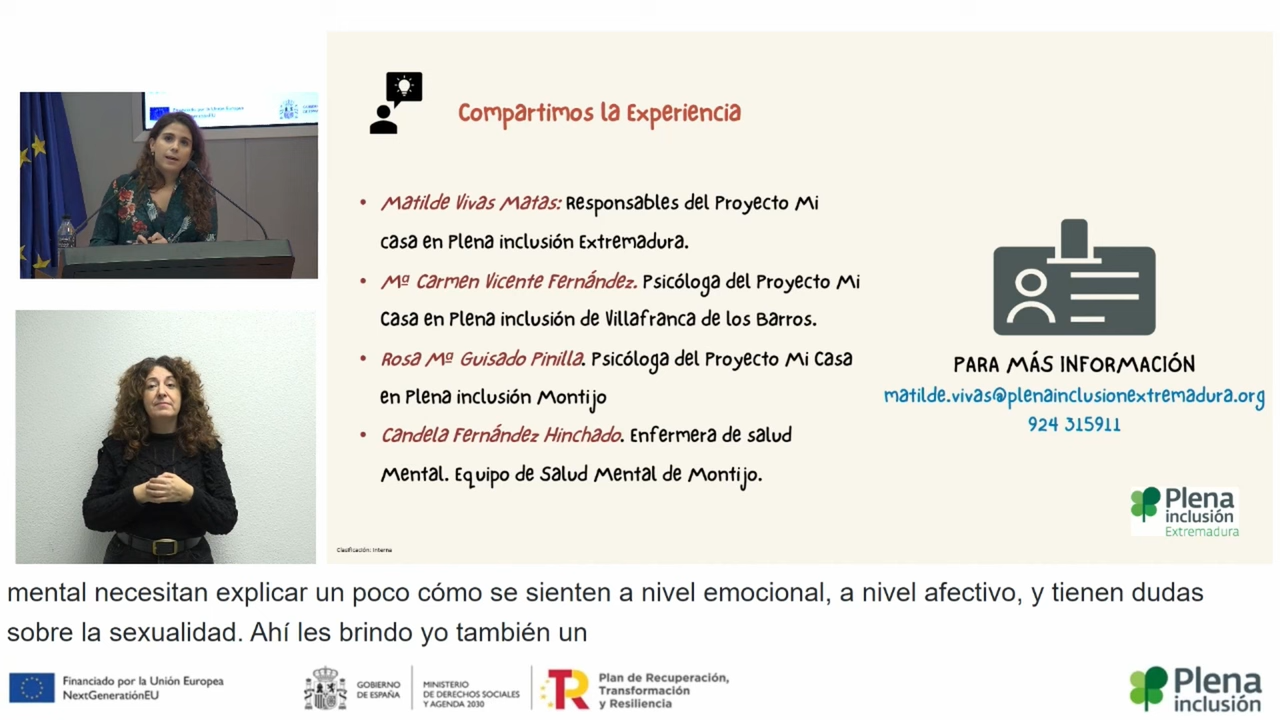 Financiado por la Unión Europea
Compartimos la Experiencia
• Matilde Vivas Matas: Responsables del Proyecto Mi
casa en Plena inclusión Extremadura.
• Mª Carmen Vicente Fernández. Psicóloga del Proyecto Mi
Casa en Plena inclusión de Villafranca de los Barros.
• Rosa Mª Guisado Pinilla. Psicóloga del Proyecto Mi Casa
en Plena inclusión Montijo
• Candela Fernández Hinchado. Enfermera de salud
Mental. Equipo de Salud Mental de Montijo.
PARA MÁS INFORMACIÓN
matilde.vivas@plenainclusionextremadura.org
924 315911
Plena
inclusión
Extremadura
Clasificación: Interna
mental necesitan explicar un poco cómo se sienten a nivel emocional, a nivel afectivo, y tienen dudas
sobre la sexualidad. Ahí les brindo yo también un
Financiado por la Unión Europea
NextGenerationEU
GOBIERNO
DE ESPAÑA
MINISTERIO
DE DERECHOS SOCIALES
Y AGENDA 2030
Plan de Recuperación,
Transformación
y Resiliencia
Plena
inclusión